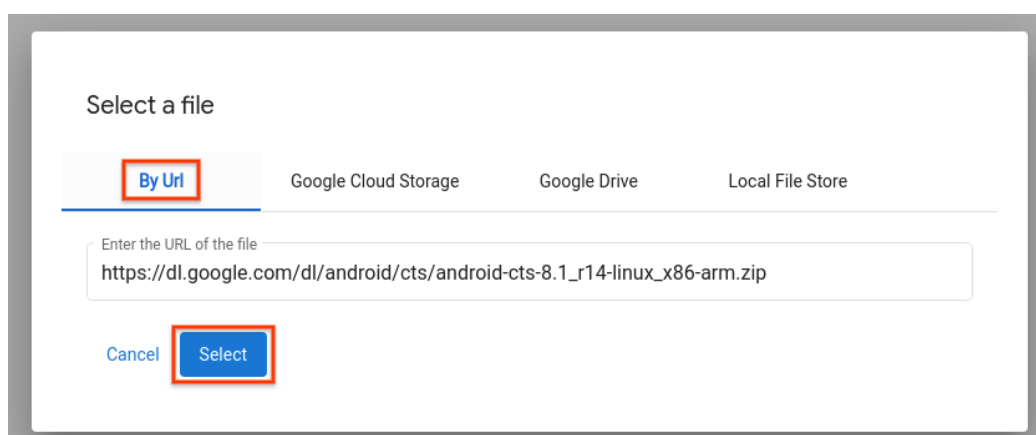 Select a file
By Url Google Cloud Storage Google Drive Local File Store
Enter the URL of the file
https://dl.google.com/dl/android/cts/android-cts-8.1_r14-linux_x86-arm.zip
Cancel Select